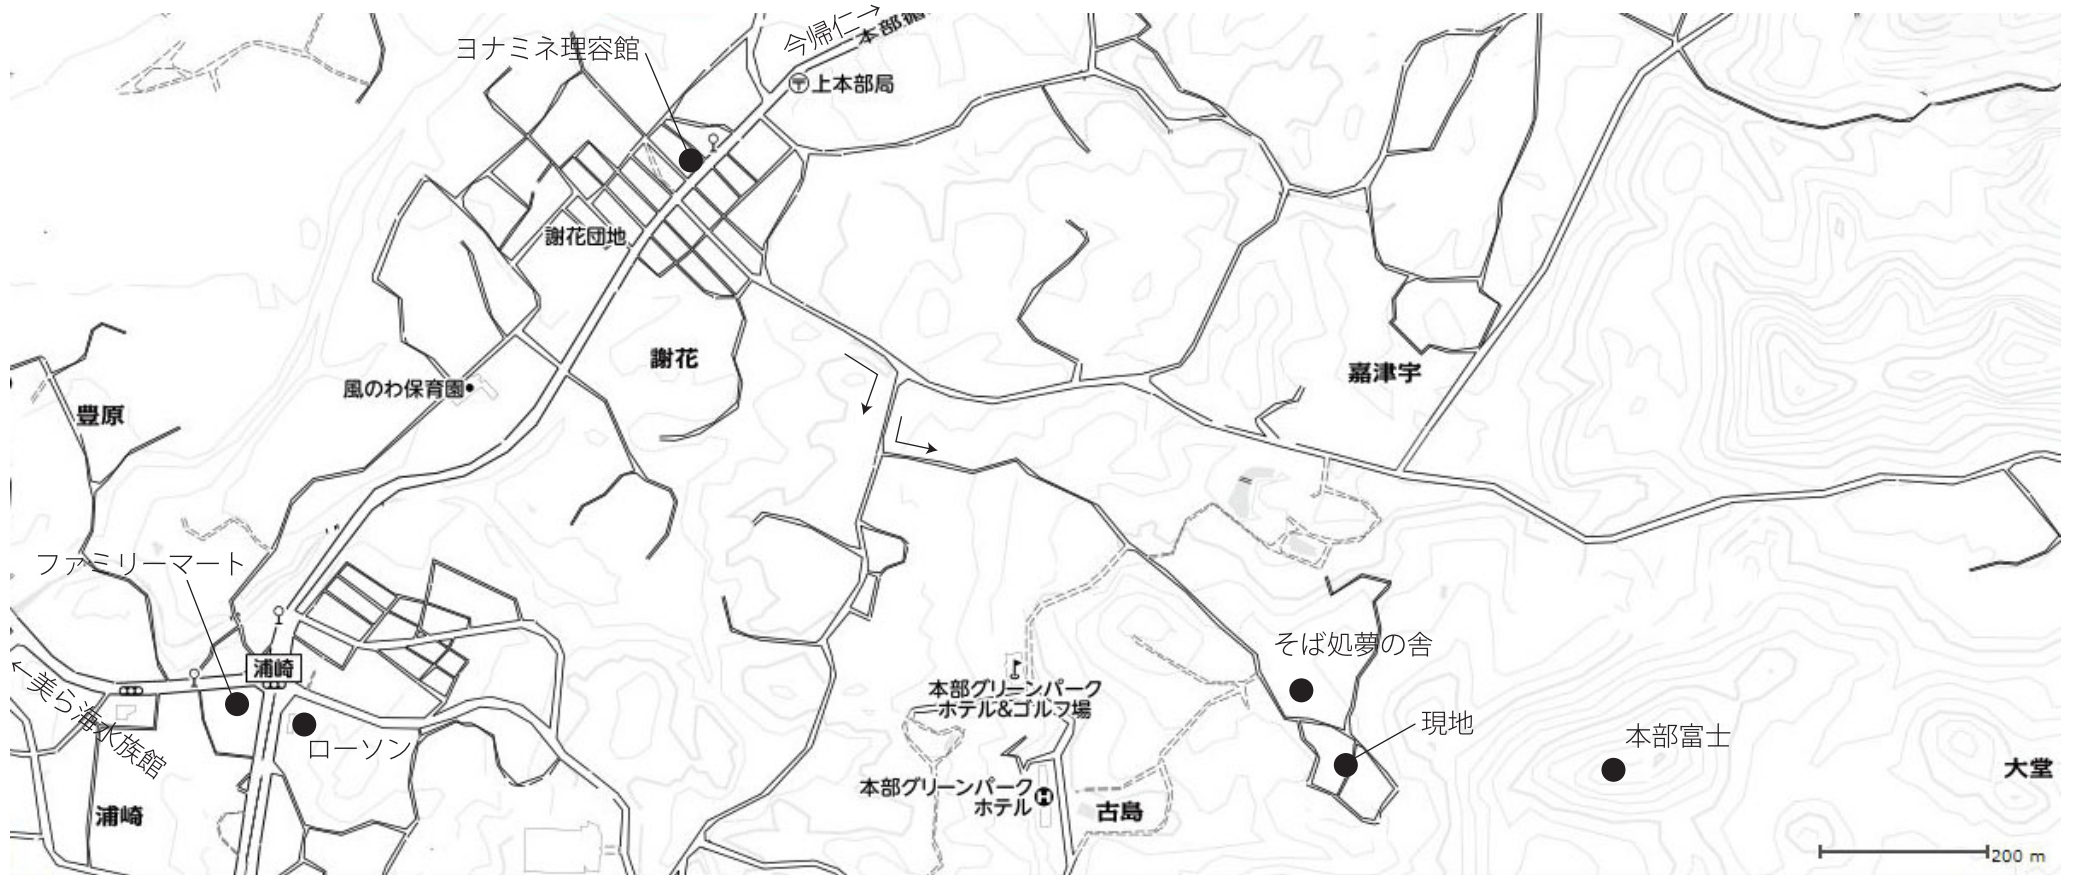 今帰仁→
本部循
ヨナミネ理容館
上本部局
謝花団地
謝花
嘉津宇
風のわ保育園
豊原
ファミリーマート
浦崎
←美ら海水族館
ローソン
浦崎
そば処夢の舎
本部グリーンパーク
ホテル&ゴルフ場
現地
本部富士
大堂
本部グリーンパーク
ホテル
古島
200 m